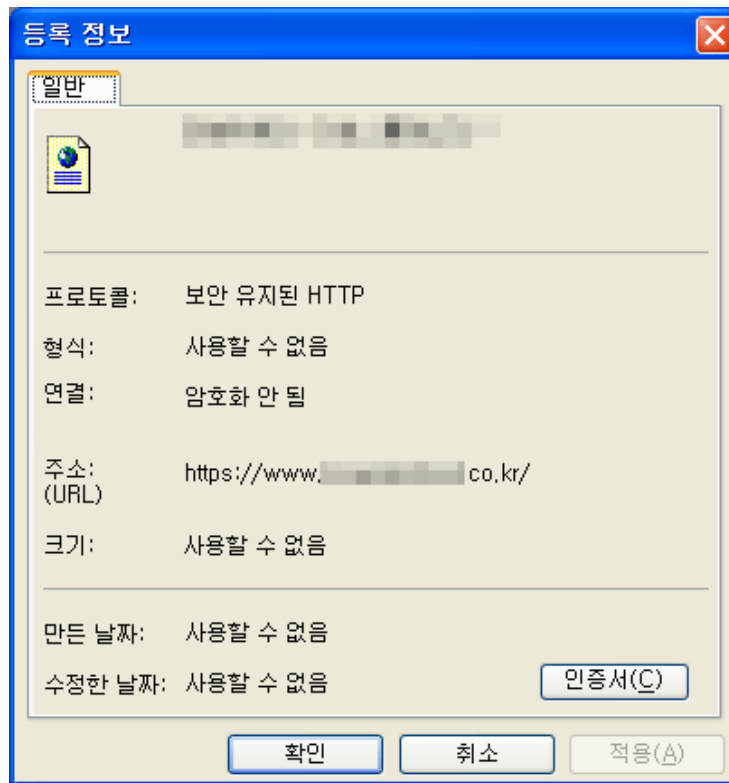 등록 정보
일반
프로토콜: 보안 유지된 HTTP
형식: 사용할 수 없음
연결: 암호화 안 됨
주소: https://www. co.kr/
(URL)
크기: 사용할 수 없음
만든 날짜: 사용할 수 없음
수정한 날짜: 사용할 수 없음
인증서(C)
확인 취소 적용(A)